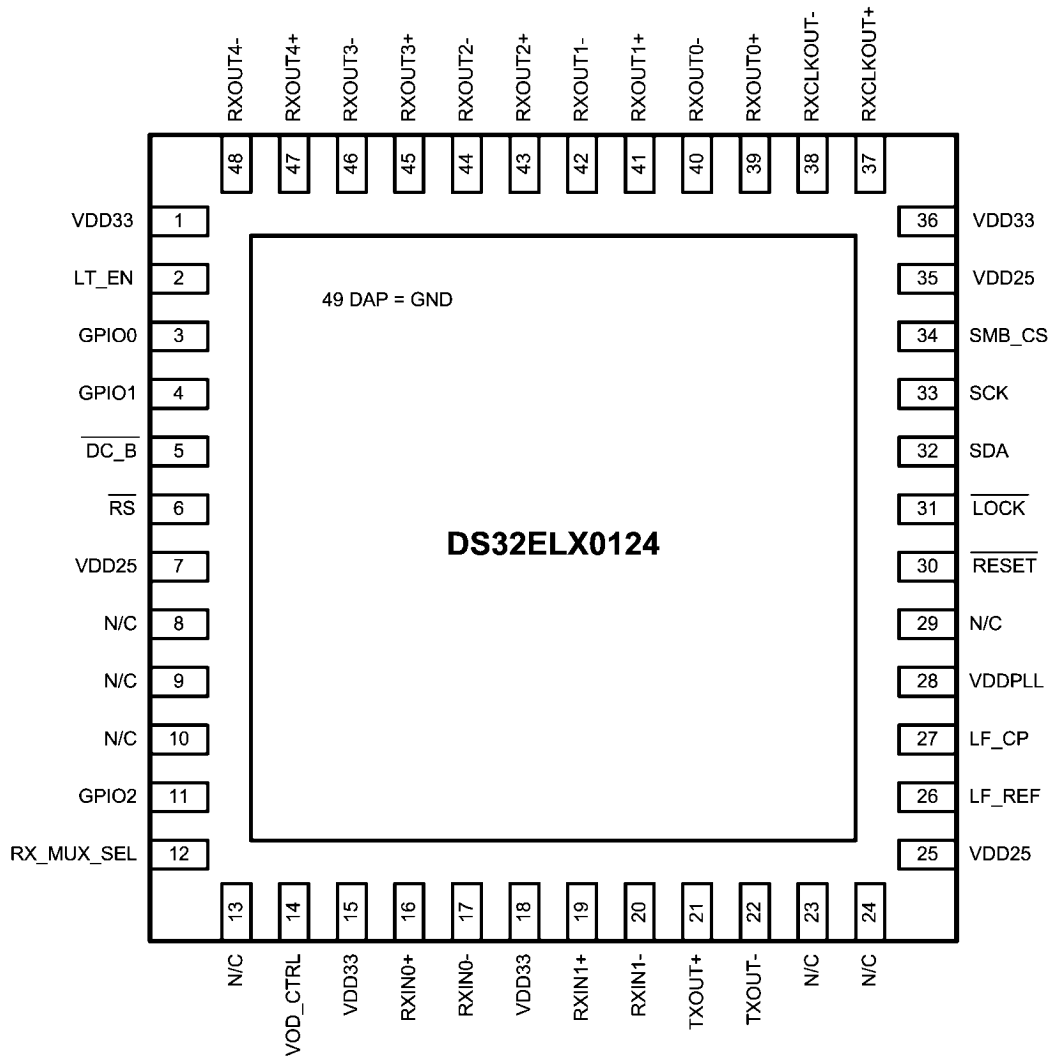 RXOUT4-
RXOUT4+
RXOUT3-
RXOUT3+
RXOUT2-
RXOUT2+
RXOUT1-
RXOUT1+
RXOUT0-
RXOUT0+
RXCLKOUT-
RXCLKOUT+
48 47 46 45 44 43 42 41 40 39 38 37
VDD33 1
LT_EN 2
GPIO0 3
GPIO1 4
DC_B 5
RS 6
VDD25 7
N/C 8
N/C 9
N/C 10
GPIO2 11
RX_MUX_SEL 12
49 DAP = GND
DS32ELX0124
36 VDD33
35 VDD25
34 SMB_CS
33 SCK
32 SDA
31 LOCK
30 RESET
29 N/C
28 VDDPLL
27 LF_CP
26 LF_REF
25 VDD25
13 14 15 16 17 18 19 20 21 22 23 24
N/C
VOD_CTRL
VDD33
RXIN0+
RXIN0-
VDD33
RXIN1+
RXIN1-
TXOUT+
TXOUT-
N/C
N/C